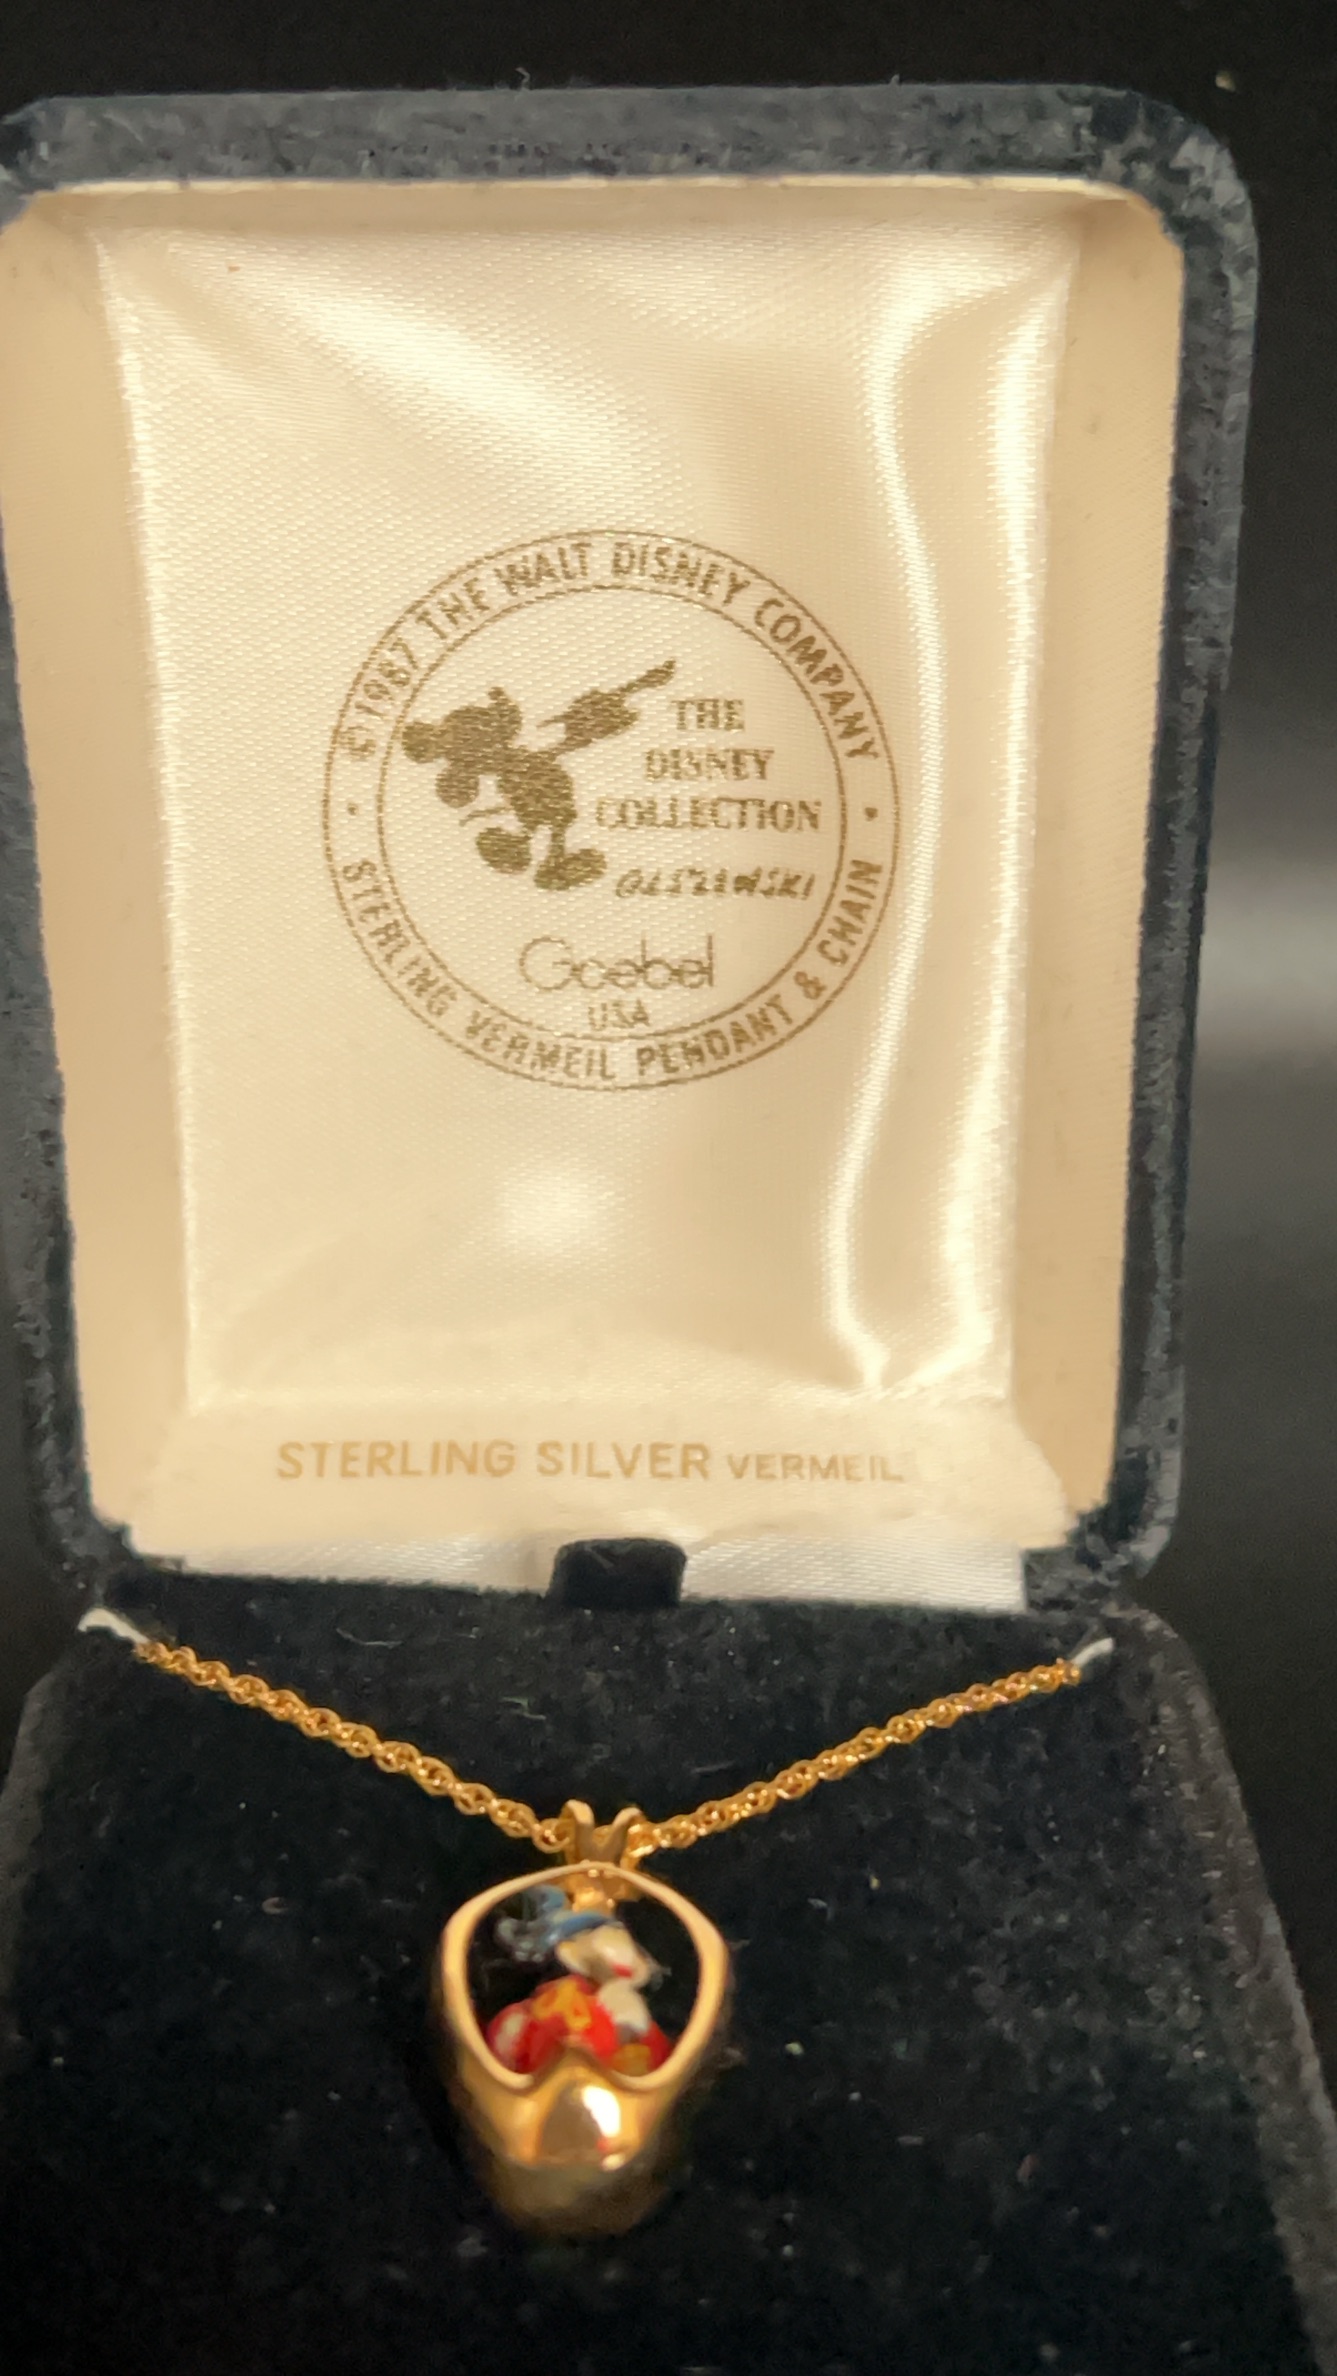 ©1987 THE WALT DISNEY COMPANY
THE
DISNEY
COLLECTION
OLSZEWSKI
Goebel
USA
• STERLING VERMEIL PENDANT & CHAIN •
STERLING SILVER VERMEIL